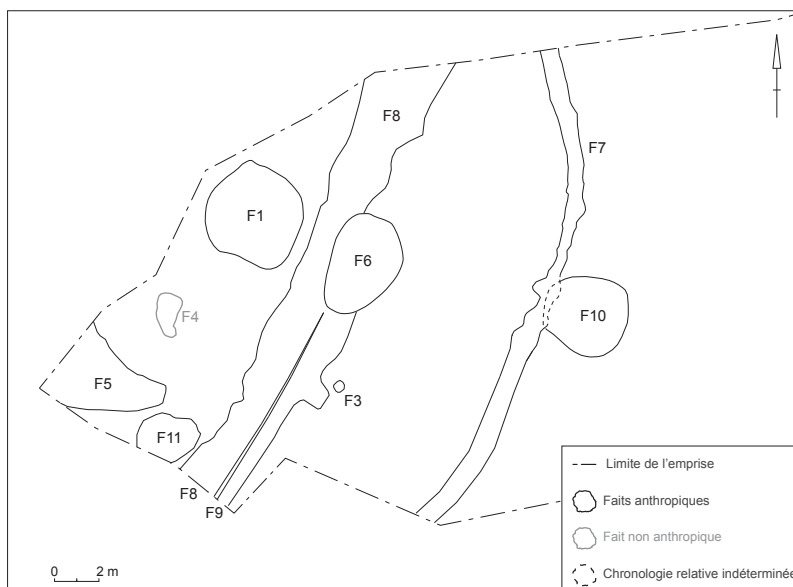 F8
F7
F1
F6
F4
F10
F5
F3
F11
F8
F9
Limite de l'emprise
Faits anthropiques
Fait non anthropique
Chronologie relative indéterminée
0 2 m